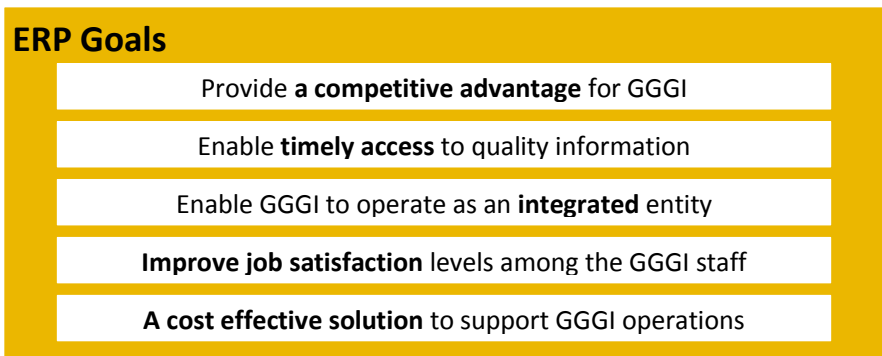 ERP Goals
Provide a competitive advantage for GGGI
Enable timely access to quality information
Enable GGGI to operate as an integrated entity
Improve job satisfaction levels among the GGGI staff
A cost effective solution to support GGGI operations